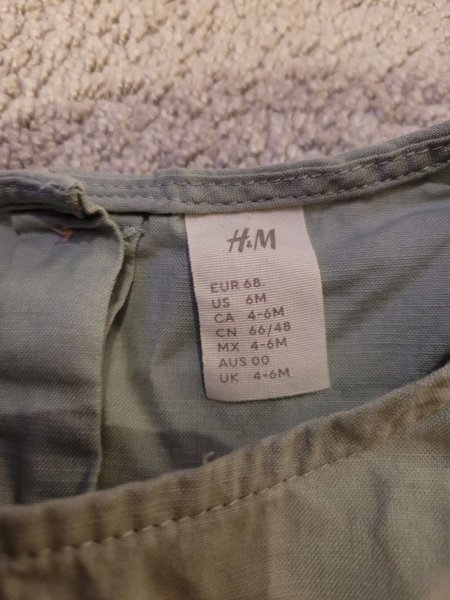 H&M
EUR 68
US 6M
CA 4-6M
CN 66/48
MX 4-6M
AUS 00
UK 4-6M